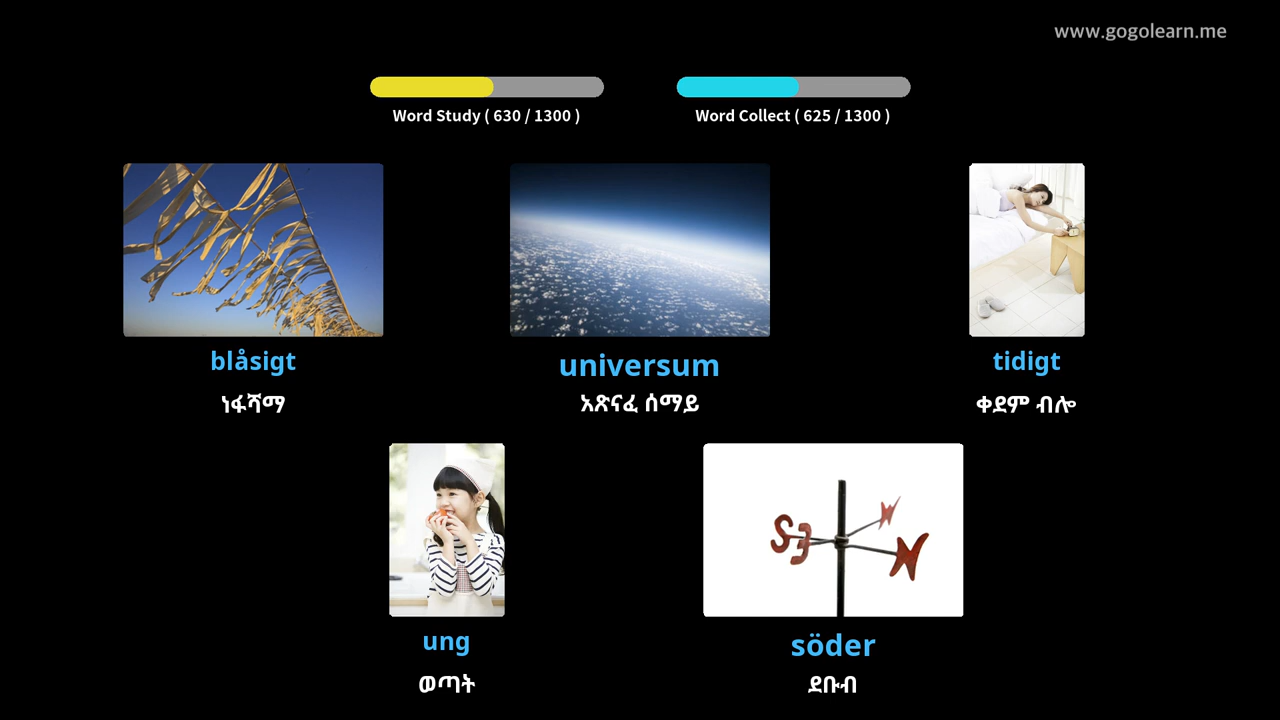 www.gogolearn.me
Word Study ( 630 / 1300 )
Word Collect ( 625 / 1300 )
blåsigt
universum
tidigt
ነፋሻማ
አጽናፈ ሰማይ
ቀደም ብሎ
S
E
W
N
ung
söder
ወጣት
ደቡብ